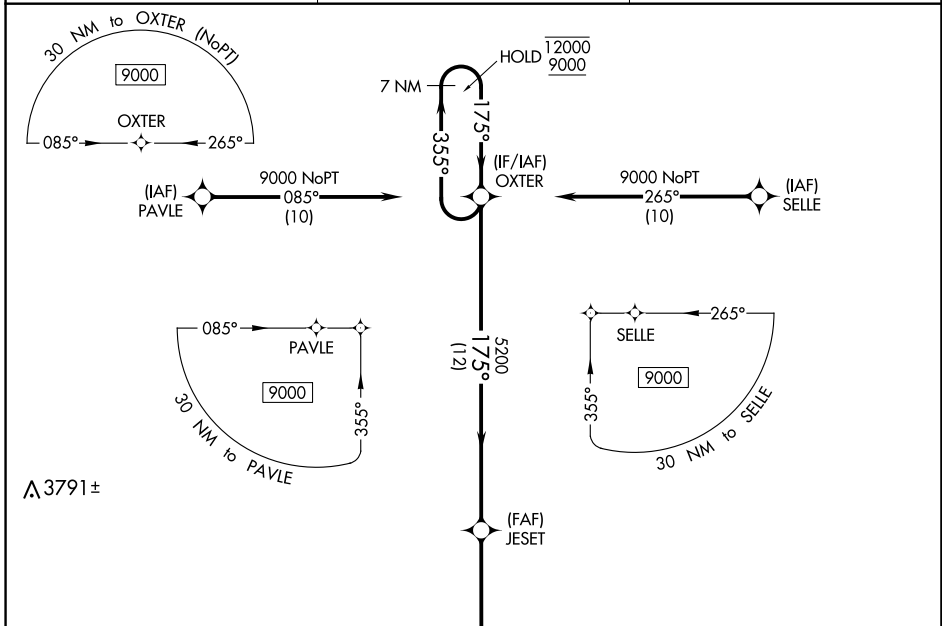 30 NM to OXTER (NoPT)
9000
OXTER
085°
265°
HOLD
12000
9000
7 NM
175°
355°
(IF/IAF)
OXTER
(IAF)
PAVLE
9000 NoPT
085°
(10)
9000 NoPT
265°
(10)
(IAF)
SELLE
085°
PAVLE
9000
355°
30 NM to PAVLE
5200
175°
(12)
265°
SELLE
9000
355°
30 NM to SELLE
3791±
(FAF)
JESET